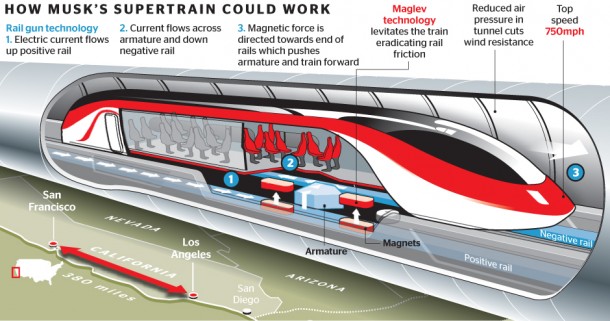 HOW MUSK'S SUPERTRAIN COULD WORK
Rail gun technology
1. Electric current flows
up positive rail
2. Current flows across
armature and down
negative rail
3. Magnetic force is
directed towards end of
rails which pushes
armature and train forward
Maglev
technology
levitates the train
eradicating rail
friction
Reduced air
pressure in
tunnel cuts
wind resistance
Top
speed
750mph
1
2
3
Armature
Magnets
Negative rail
Positive rail
San
Francisco
NEVADA
CALIFORNIA
380 miles
Los
Angeles
San
Diego
ARIZONA